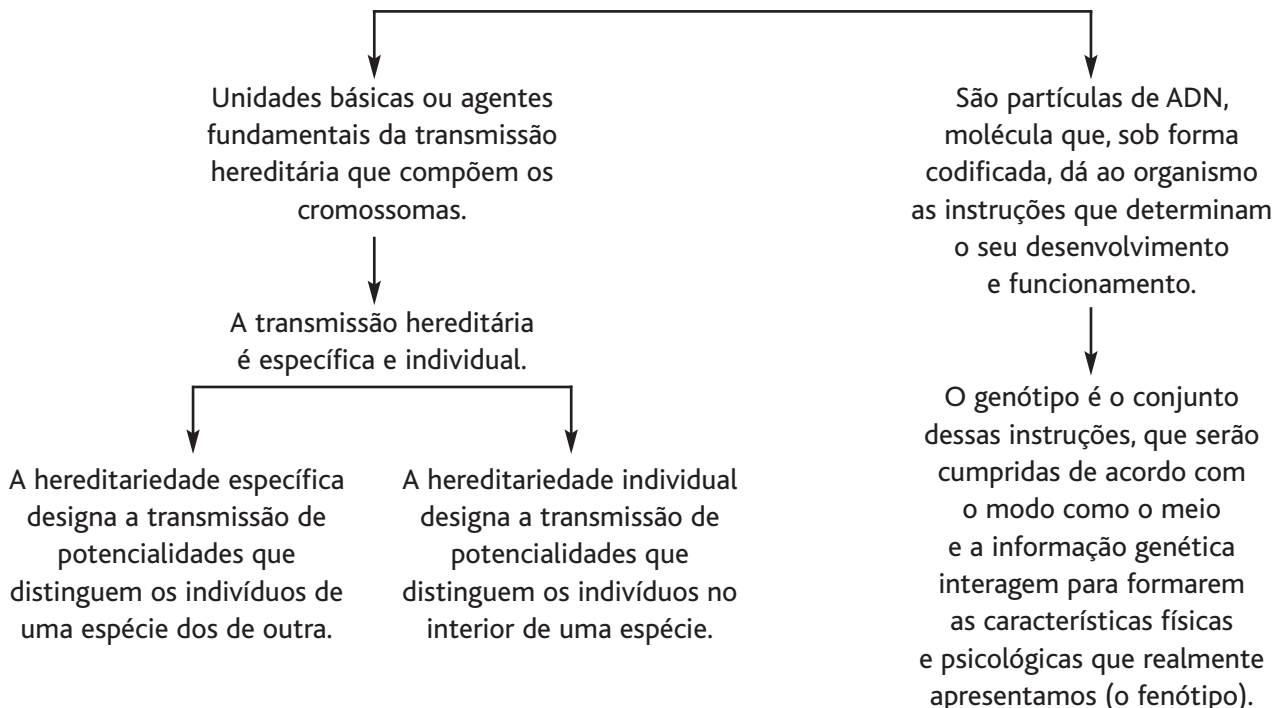 Unidades básicas ou agentes
fundamentais da transmissão
hereditária que compõem os
cromossomas.
A transmissão hereditária
é específica e individual.
A hereditariedade específica
designa a transmissão de
potencialidades que
distinguem os indivíduos de
uma espécie dos de outra.
A hereditariedade individual
designa a transmissão de
potencialidades que
distinguem os indivíduos no
interior de uma espécie.
São partículas de ADN,
molécula que, sob forma
codificada, dá ao organismo
as instruções que determinam
o seu desenvolvimento
e funcionamento.
O genótipo é o conjunto
dessas instruções, que serão
cumpridas de acordo com
o modo como o meio
e a informação genética
interagem para formarem
as características físicas
e psicológicas que realmente
apresentamos (o fenótipo).